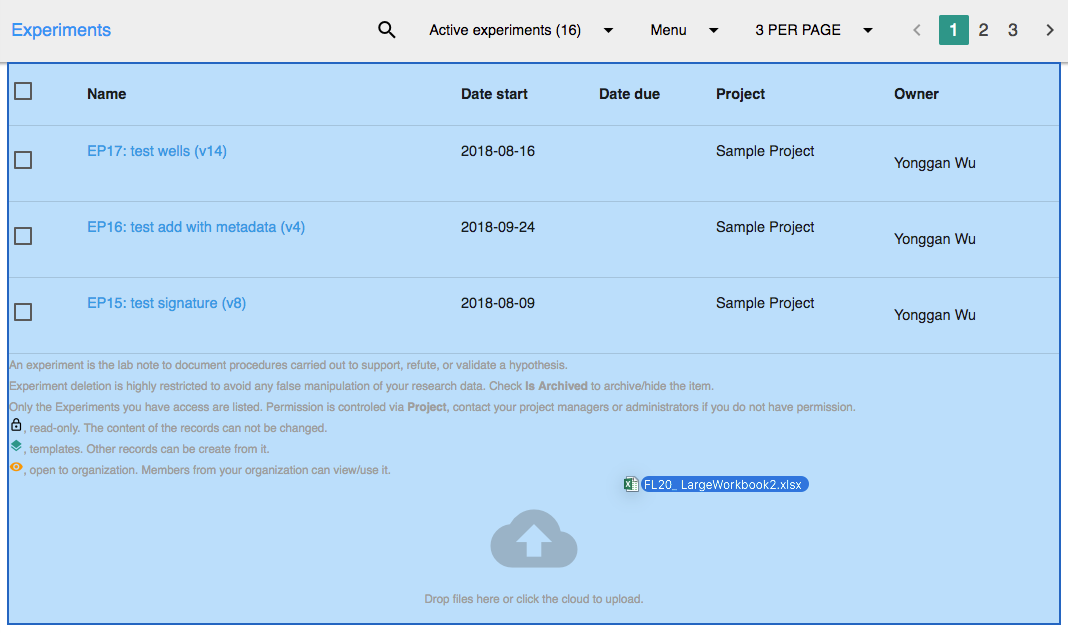 Experiments
Active experiments (16)
Menu
3 PER PAGE
1 2 3
Name Date start Date due Project Owner
EP17: test wells (v14) 2018-08-16 Sample Project Yonggan Wu
EP16: test add with metadata (v4) 2018-09-24 Sample Project Yonggan Wu
EP15: test signature (v8) 2018-08-09 Sample Project Yonggan Wu
An experiment is the lab note to document procedures carried out to support, refute, or validate a hypothesis.
Experiment deletion is highly restricted to avoid any false manipulation of your research data. Check Is Archived to archive/hide the item.
Only the Experiments you have access are listed. Permission is controled via Project, contact your project managers or administrators if you do not have permission.
, read-only. The content of the records can not be changed.
, templates. Other records can be create from it.
, open to organization. Members from your organization can view/use it.
FL20_ LargeWorkbook2.xlsx
Drop files here or click the cloud to upload.